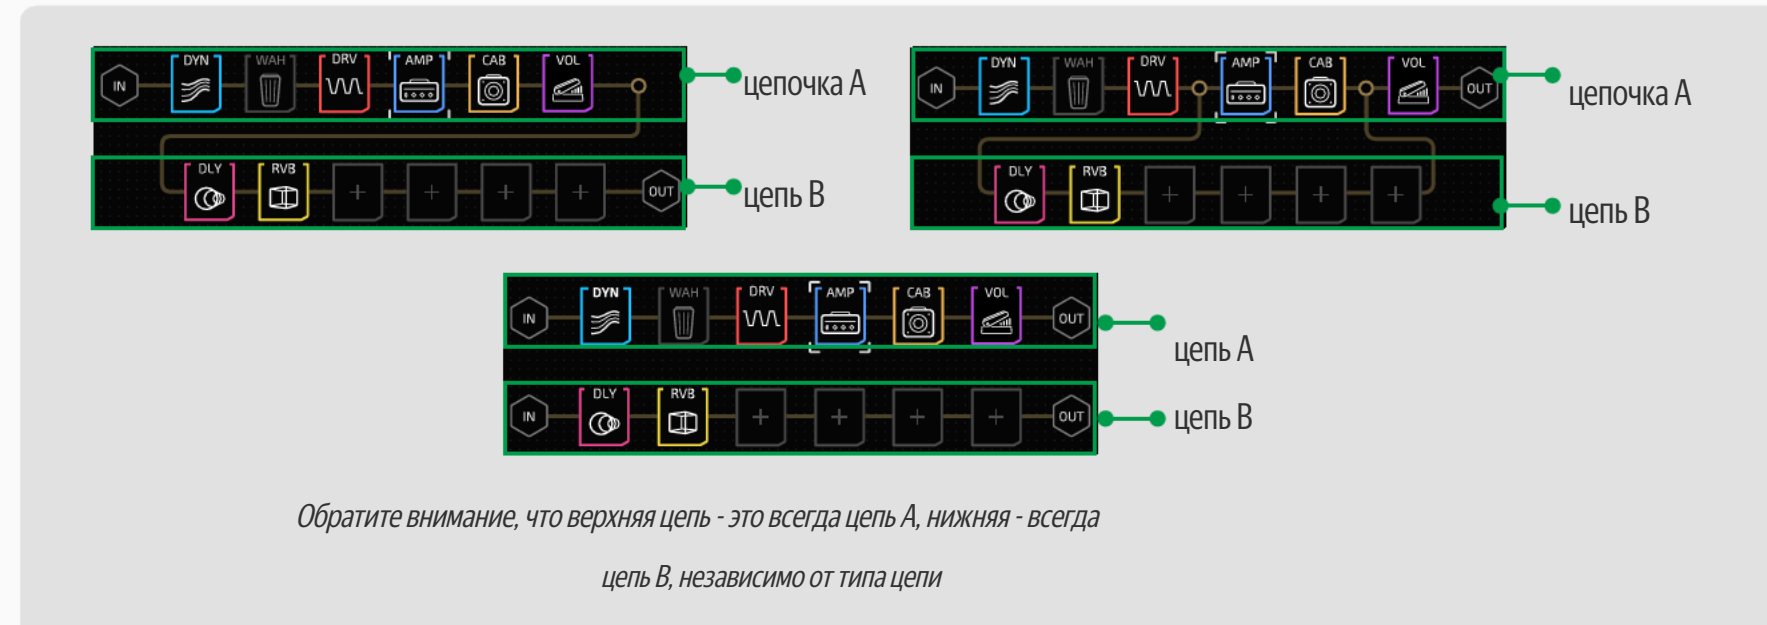 IN DYN WAH DRV AMP CAB VOL
цепочка А
DLY RVB + + + + OUT
цепь В
IN DYN WAH DRV AMP CAB VOL OUT
цепочка А
DLY RVB + + + +
цепь В
IN DYN WAH DRV AMP CAB VOL OUT
цепь А
IN DLY RVB + + + + OUT
цепь В
Обратите внимание, что верхняя цепь - это всегда цепь А, нижняя - всегда
цепь В, независимо от типа цепи